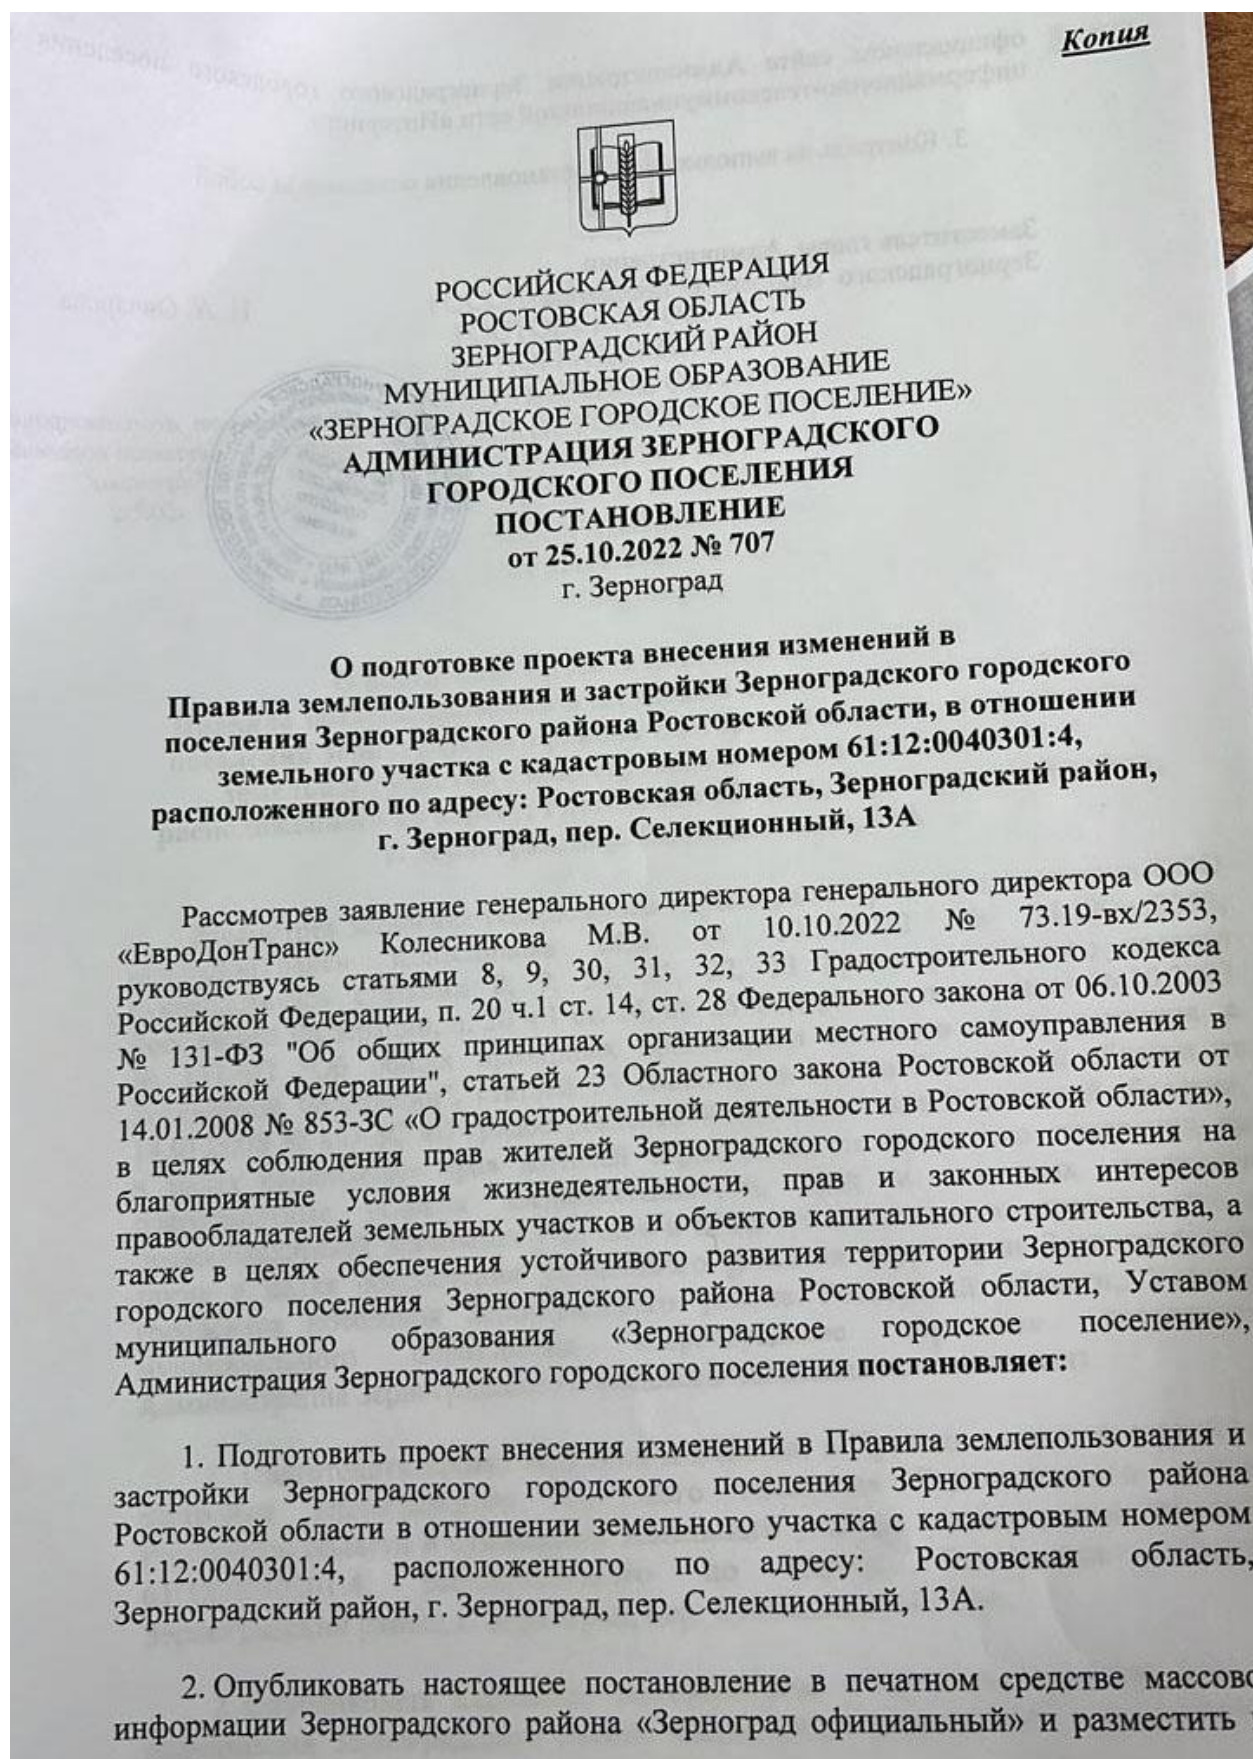 Копия
РОССИЙСКАЯ ФЕДЕРАЦИЯ
РОСТОВСКАЯ ОБЛАСТЬ
ЗЕРНОГРАДСКИЙ РАЙОН
МУНИЦИПАЛЬНОЕ ОБРАЗОВАНИЕ
«ЗЕРНОГРАДСКОЕ ГОРОДСКОЕ ПОСЕЛЕНИЕ»
АДМИНИСТРАЦИЯ ЗЕРНОГРАДСКОГО
ГОРОДСКОГО ПОСЕЛЕНИЯ
ПОСТАНОВЛЕНИЕ
от 25.10.2022 № 707
г. Зерноград
О подготовке проекта внесения изменений в
Правила землепользования и застройки Зерноградского городского
поселения Зерноградского района Ростовской области, в отношении
земельного участка с кадастровым номером 61:12:0040301:4,
расположенного по адресу: Ростовская область, Зерноградский район,
г. Зерноград, пер. Селекционный, 13А
Рассмотрев заявление генерального директора генерального директора ООО
«ЕвроДонТранс» Колесникова М.В. от 10.10.2022 № 73.19-вх/2353,
руководствуясь статьями 8, 9, 30, 31, 32, 33 Градостроительного кодекса
Российской Федерации, п. 20 ч.1 ст. 14, ст. 28 Федерального закона от 06.10.2003
№ 131-ФЗ "Об общих принципах организации местного самоуправления в
Российской Федерации", статьей 23 Областного закона Ростовской области от
14.01.2008 № 853-ЗС «О градостроительной деятельности в Ростовской области»,
в целях соблюдения прав жителей Зерноградского городского поселения на
благоприятные условия жизнедеятельности, прав и законных интересов
правообладателей земельных участков и объектов капитального строительства, а
также в целях обеспечения устойчивого развития территории Зерноградского
городского поселения Зерноградского района Ростовской области, Уставом
муниципального образования «Зерноградское городское поселение»,
Администрация Зерноградского городского поселения постановляет:
1. Подготовить проект внесения изменений в Правила землепользования и
застройки Зерноградского городского поселения Зерноградского района
Ростовской области в отношении земельного участка с кадастровым номером
61:12:0040301:4, расположенного по адресу: Ростовская область,
Зерноградский район, г. Зерноград, пер. Селекционный, 13А.
2. Опубликовать настоящее постановление в печатном средстве массово
информации Зерноградского района «Зерноград официальный» и разместить